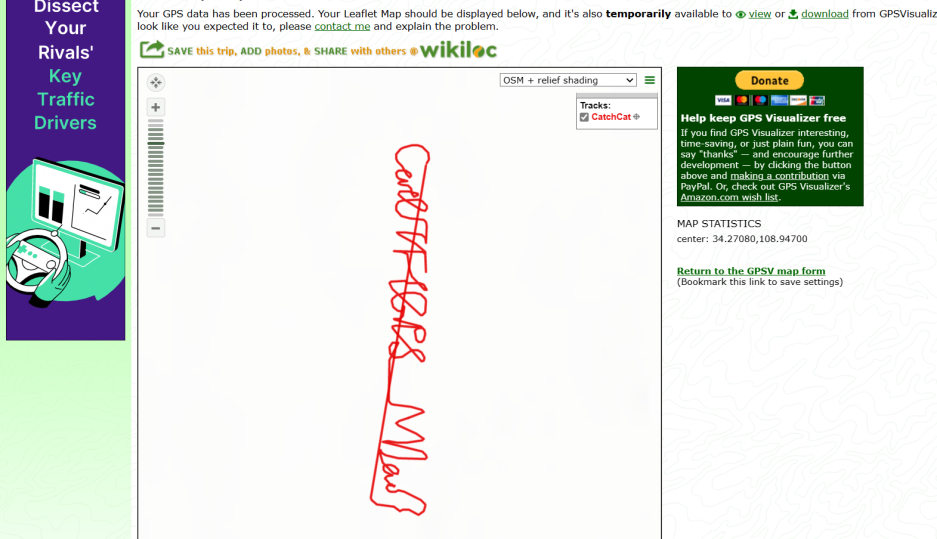 Dissect
Your
Rivals'
Key
Traffic
Drivers
Your GPS data has been processed. Your Leaflet Map should be displayed below, and it's also temporarily available to view or download from GPSVisualiz
look like you expected it to, please contact me and explain the problem.
SAVE this trip, ADD photos, & SHARE with others @ wikiloc
OSM + relief shading
Tracks:
CatchCat
Donate
VISA
Help keep GPS Visualizer free
If you find GPS Visualizer interesting,
time-saving, or just plain fun, you can
say "thanks" — and encourage further
development — by clicking the button
above and making a contribution via
PayPal. Or, check out GPS Visualizer's
Amazon.com wish list.
MAP STATISTICS
center: 34.27080,108.94700
Return to the GPSV map form
(Bookmark this link to save settings)